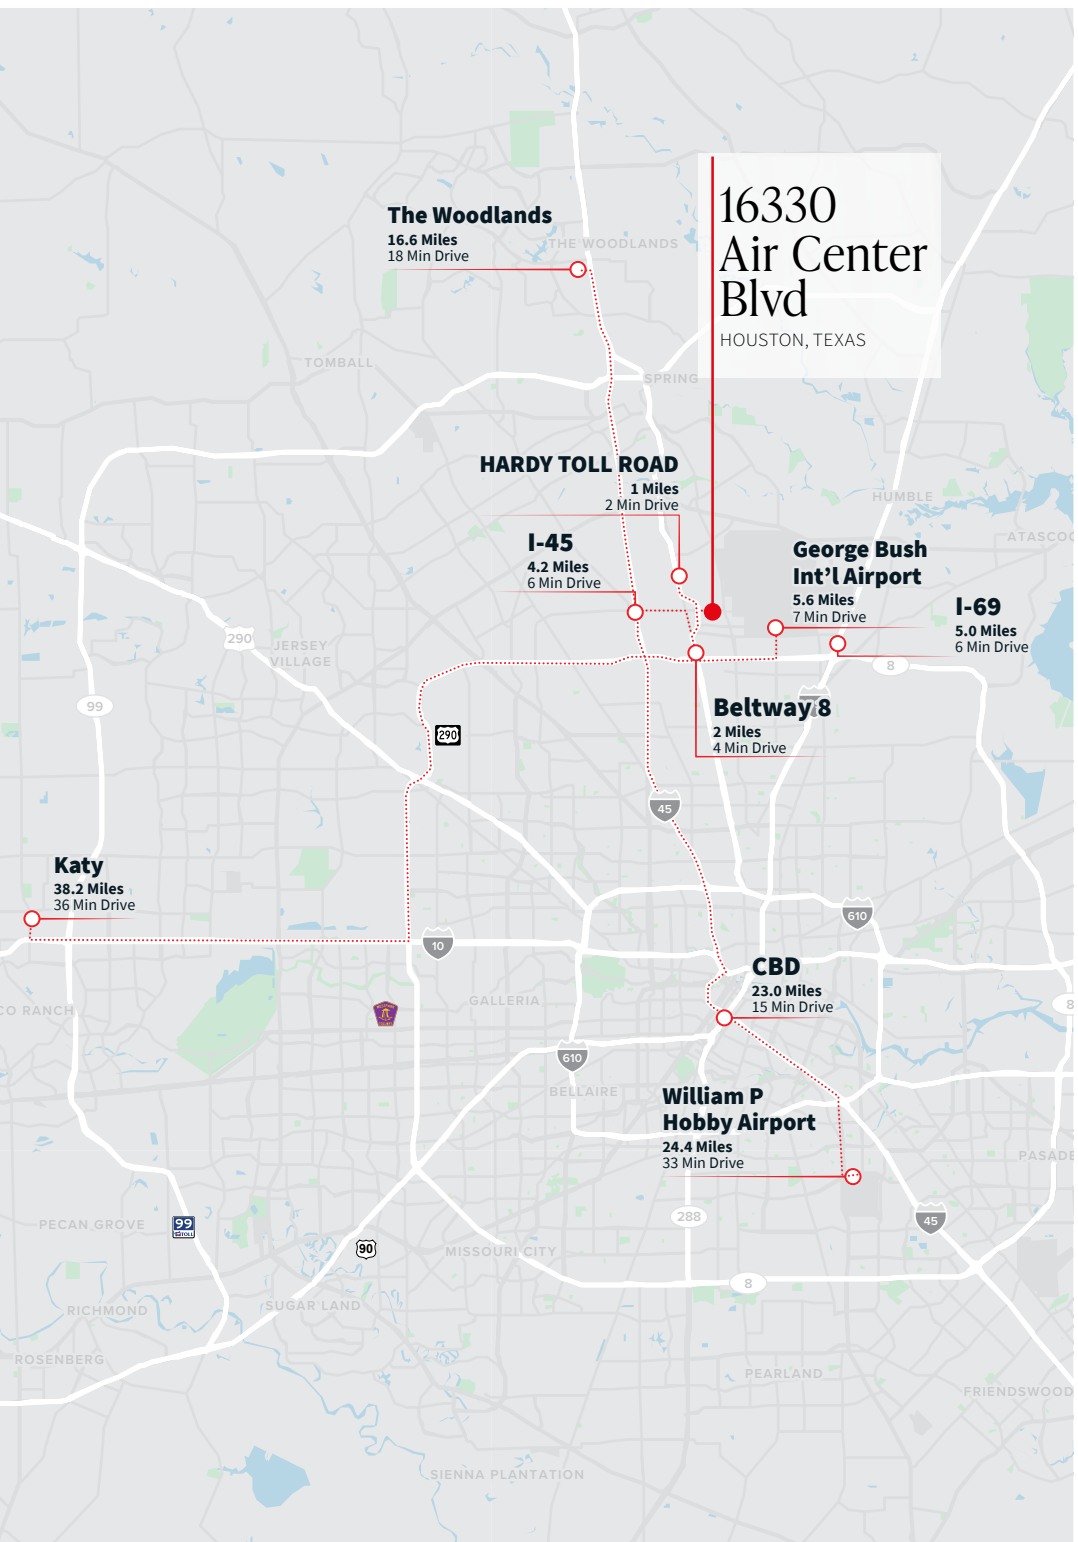 16330
Air Center
Blvd
HOUSTON, TEXAS
The Woodlands
16.6 Miles
18 Min Drive
THE WOODLANDS
TOMBALL
SPRING
HARDY TOLL ROAD
1 Miles
2 Min Drive
HUMBLE
ATASCOC
I-45
4.2 Miles
6 Min Drive
George Bush
Int'l Airport
5.6 Miles
7 Min Drive
I-69
5.0 Miles
6 Min Drive
290
JERSEY
VILLAGE
8
99
Beltway 8
2 Miles
4 Min Drive
290
45
Katy
38.2 Miles
36 Min Drive
610
10
CBD
23.0 Miles
15 Min Drive
GALLERIA
CO RANCH
8
610
BELLAIRE
William P
Hobby Airport
24.4 Miles
33 Min Drive
PASADE
PECAN GROVE
99
TOLL
288
45
90
MISSOURI CITY
8
RICHMOND
SUGAR LAND
ROSENBERG
PEARLAND
FRIENDSWOOD
SIENNA PLANTATION